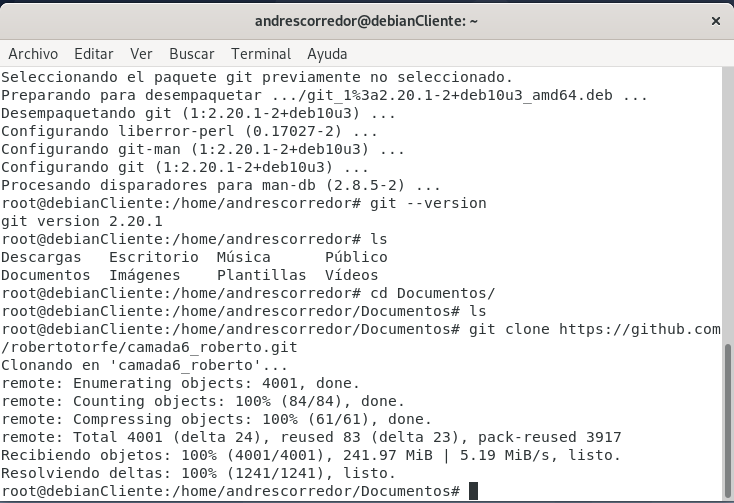 andrescorredor@debianCliente: ~
×
Archivo Editar Ver Buscar Terminal Ayuda
Seleccionando el paquete git previamente no seleccionado.
Preparando para desempaquetar .../git_1%3a2.20.1-2+deb10u3_amd64.deb ...
Desempaquetando git (1:2.20.1-2+deb10u3) ...
Configurando liberror-perl (0.17027-2) ...
Configurando git-man (1:2.20.1-2+deb10u3) ...
Configurando git (1:2.20.1-2+deb10u3) ...
Procesando disparadores para man-db (2.8.5-2) ...
root@debianCliente:/home/andrescorredor# git --version
git version 2.20.1
root@debianCliente:/home/andrescorredor# ls
Descargas   Escritorio  Música      Público
Documentos  Imágenes    Plantillas  Vídeos
root@debianCliente:/home/andrescorredor# cd Documentos/
root@debianCliente:/home/andrescorredor/Documentos# ls
root@debianCliente:/home/andrescorredor/Documentos# git clone https://github.com
/robertotorfe/camada6_roberto.git
Clonando en 'camada6_roberto'...
remote: Enumerating objects: 4001, done.
remote: Counting objects: 100% (84/84), done.
remote: Compressing objects: 100% (61/61), done.
remote: Total 4001 (delta 24), reused 83 (delta 23), pack-reused 3917
Recibiendo objetos: 100% (4001/4001), 241.97 MiB | 5.19 MiB/s, listo.
Resolviendo deltas: 100% (1241/1241), listo.
root@debianCliente:/home/andrescorredor/Documentos#